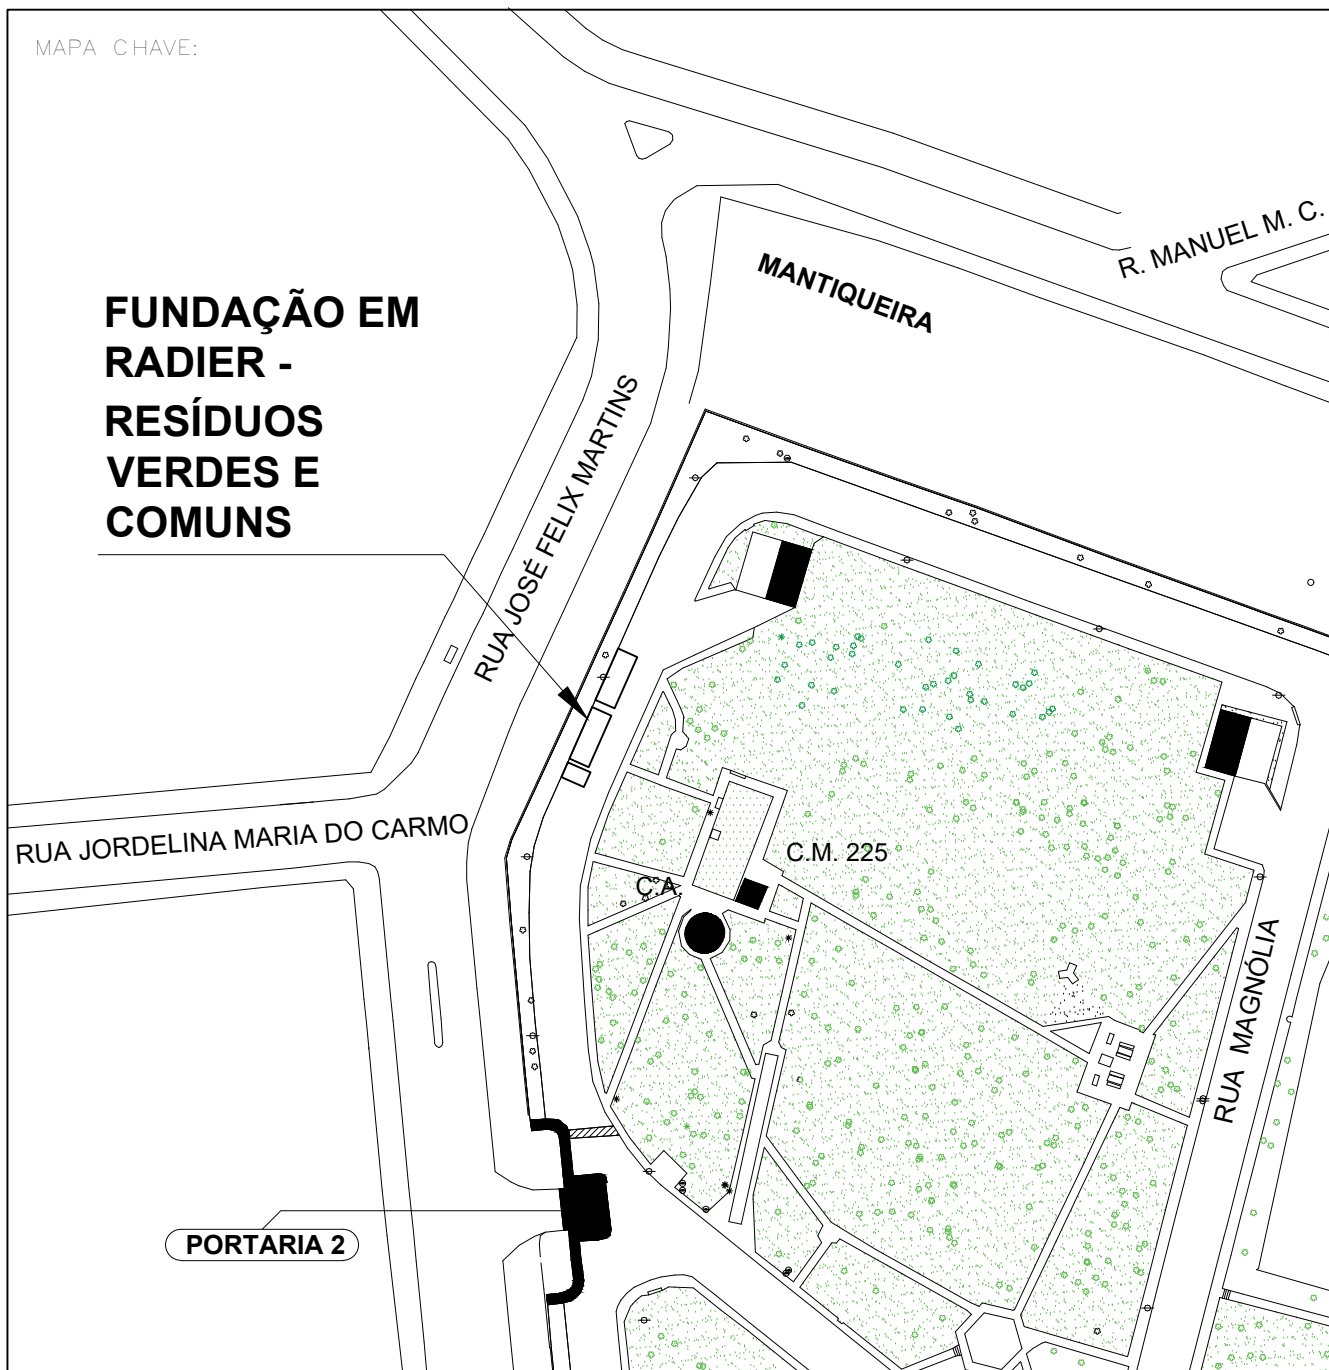 MAPA CHAVE:
R. MANUEL M. C.
MANTIQUEIRA
FUNDAÇÃO EM
RADIER -
RESÍDUOS
VERDES E
COMUNS
RUA JOSÉ FELIX MARTINS
RUA JORDELINA MARIA DO CARMO
C.M. 225
C.A.
RUA MAGNÓLIA
PORTARIA 2